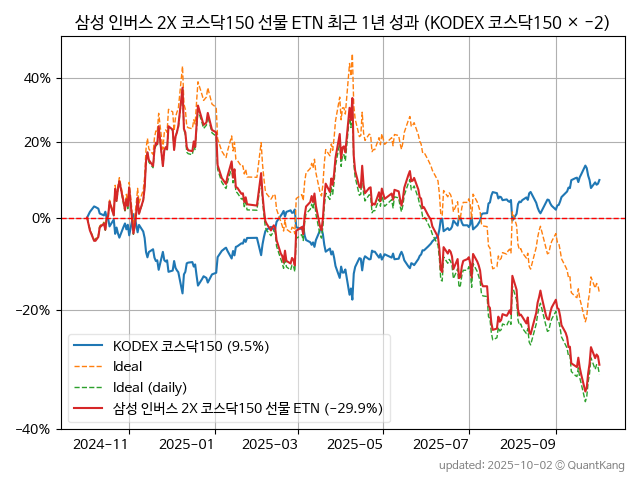 삼성 인버스 2X 코스닥150 선물 ETN 최근 1년 성과 (KODEX 코스닥150 × −2)
40%
20%
0%
−20%
−40%
KODEX 코스닥150 (9.5%)
Ideal
Ideal (daily)
삼성 인버스 2X 코스닥150 선물 ETN (−29.9%)
2024-11 2025-01 2025-03 2025-05 2025-07 2025-09
updated: 2025-10-02 © QuantKang